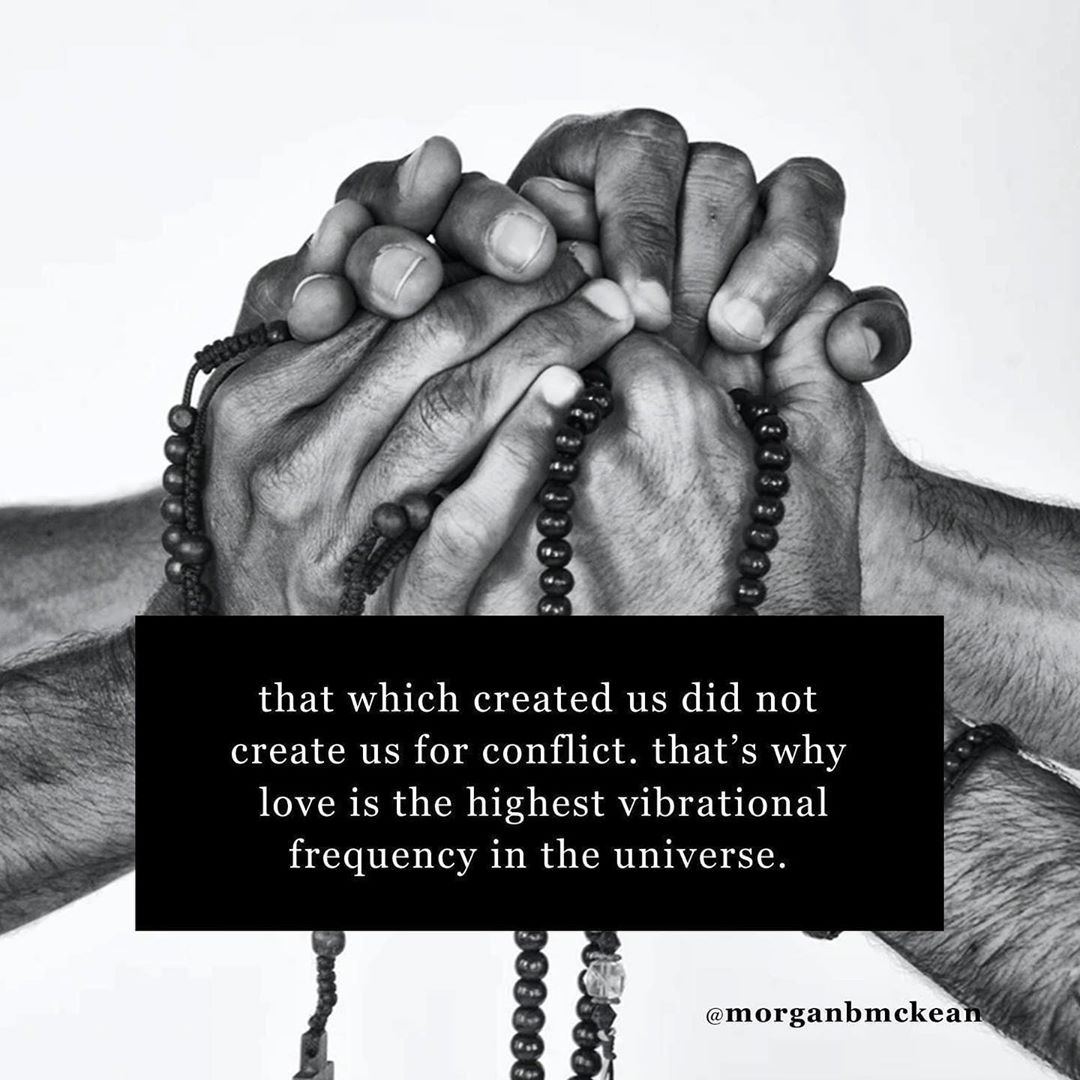 that which created us did not
create us for conflict. that’s why
love is the highest vibrational
frequency in the universe.
@morganbmckean